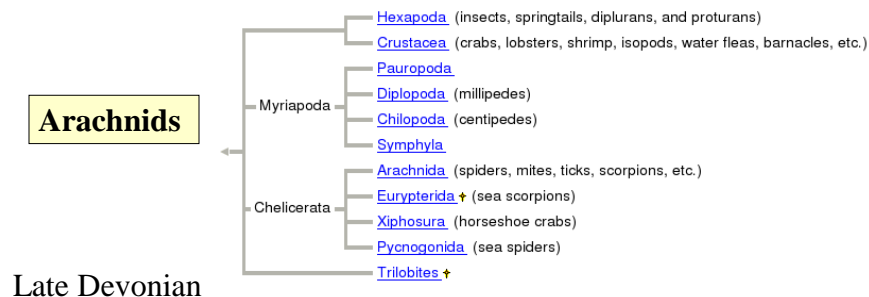 Hexapoda (insects, springtails, diplurans, and proturans)
Crustacea (crabs, lobsters, shrimp, isopods, water fleas, barnacles, etc.)
Pauropoda
Myriapoda
Diplopoda (millipedes)
Arachnids
Chilopoda (centipedes)
Symphyla
Arachnida (spiders, mites, ticks, scorpions, etc.)
Eurypterida (sea scorpions)
Chelicerata
Xiphosura (horseshoe crabs)
Pycnogonida (sea spiders)
Trilobites
Late Devonian